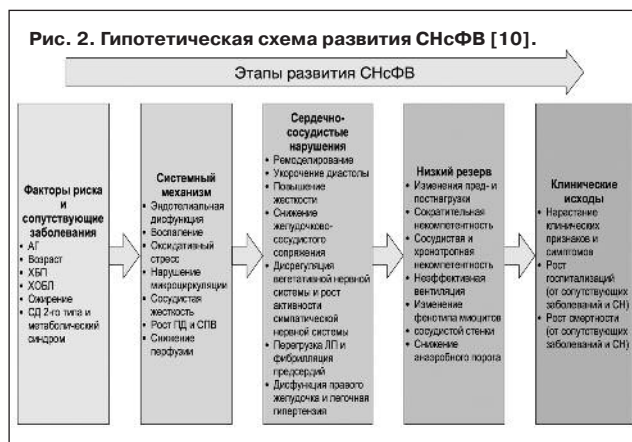 Рис. 2. Гипотетическая схема развития СНсФВ [10].
Этапы развития СНсФВ
Факторы риска
и
сопутствующие
заболевания
• АГ
• Возраст
• ХБП
• ХОБЛ
• Ожирение
• СД 2-го типа и
метаболический
синдром
Системный
механизм
• Эндотелиальная
дисфункция
• Воспаление
• Оксидативный
стресс
• Нарушение
микроциркуляции
• Сосудистая
жесткость
• Рост ПД и СПВ
• Снижение
перфузии
Сердечно-
сосудистые
нарушения
• Ремоделирование
• Укорочение диастолы
• Повышение
жесткости
• Снижение
желудочково-
сосудистого
сопряжения
• Дисрегуляция
вегетативной нервной
системы и рост
активности
симпатической
нервной системы
• Перегрузка ЛП и
фибрилляция
предсердий
• Дисфункция правого
желудочка и легочная
гипертензия
Низкий резерв
• Изменения пред- и
постнагрузки
• Сократительная
некомпетентность
• Сосудистая и
хронотропная
некомпетентность
• Неэффективная
вентиляция
• Изменение
фенотипа миоцитов
• сосудистой стенки
• Снижение
анаэробного порога
Клинические
исходы
• Нарастание
клинических
признаков и
симптомов
• Рост
госпитализаций
(от сопутствующих
заболеваний и СН)
• Рост смертности
(от сопутствующих
заболеваний и СН)